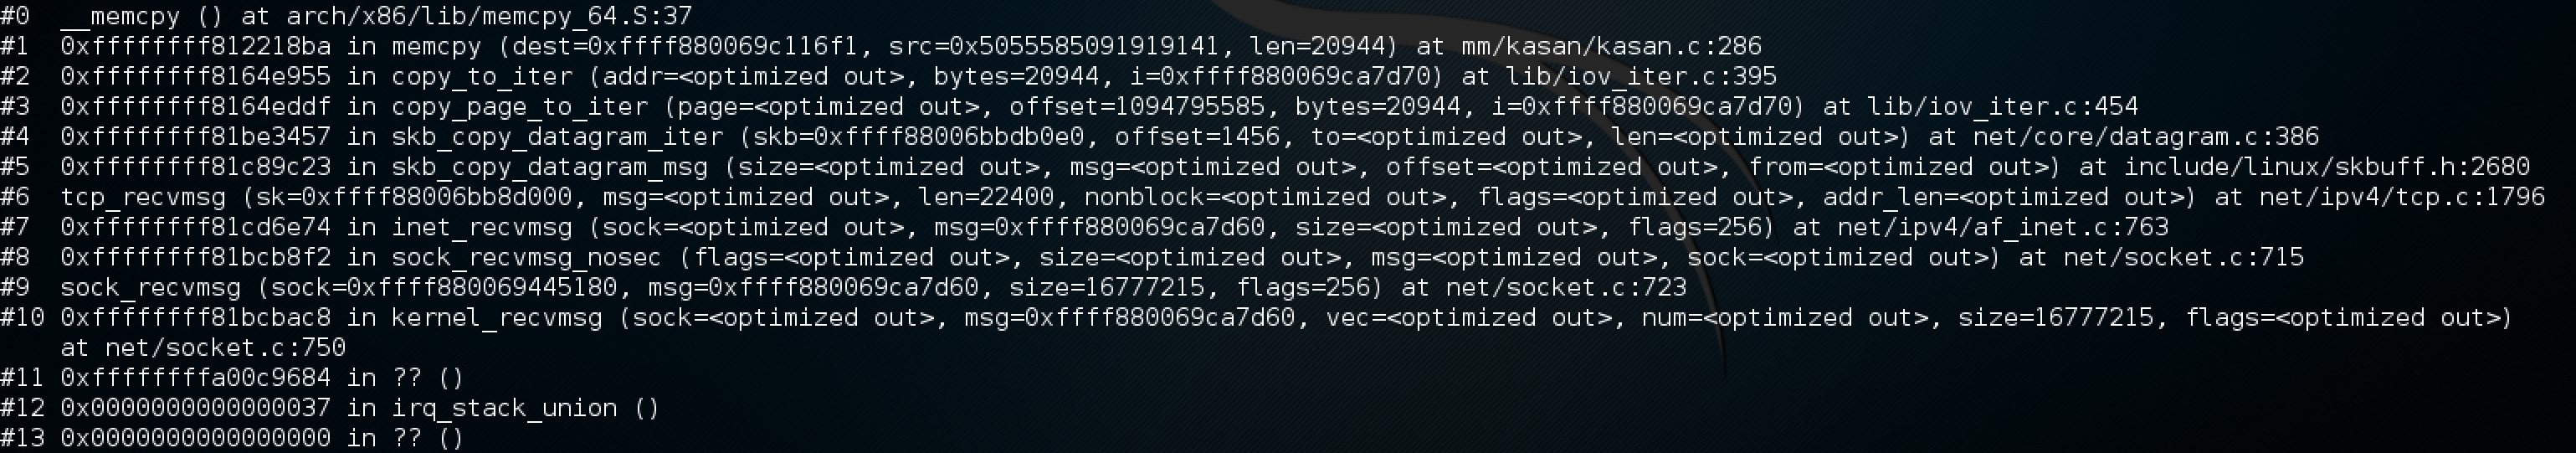 #0  __memcpy () at arch/x86/lib/memcpy_64.S:37
#1  0xffffffff812218ba in memcpy (dest=0xffff880069c116f1, src=0x5055585091919141, len=20944) at mm/kasan/kasan.c:286
#2  0xffffffff8164e955 in copy_to_iter (addr=<optimized out>, bytes=20944, i=0xffff880069ca7d70) at lib/iov_iter.c:395
#3  0xffffffff8164eddf in copy_page_to_iter (page=<optimized out>, offset=1094795585, bytes=20944, i=0xffff880069ca7d70) at lib/iov_iter.c:454
#4  0xffffffff81be3457 in skb_copy_datagram_iter (skb=0xffff88006bbdb0e0, offset=1456, to=<optimized out>, len=<optimized out>) at net/core/datagram.c:386
#5  0xffffffff81c89c23 in skb_copy_datagram_msg (size=<optimized out>, msg=<optimized out>, offset=<optimized out>, from=<optimized out>) at include/linux/skbuff.h:2680
#6  tcp_recvmsg (sk=0xffff88006bb8d000, msg=<optimized out>, len=22400, nonblock=<optimized out>, flags=<optimized out>, addr_len=<optimized out>) at net/ipv4/tcp.c:1796
#7  0xffffffff81cd6e74 in inet_recvmsg (sock=<optimized out>, msg=0xffff880069ca7d60, size=<optimized out>, flags=256) at net/ipv4/af_inet.c:763
#8  0xffffffff81bcb8f2 in sock_recvmsg_nosec (flags=<optimized out>, size=<optimized out>, msg=<optimized out>, sock=<optimized out>) at net/socket.c:715
#9  sock_recvmsg (sock=0xffff880069445180, msg=0xffff880069ca7d60, size=16777215, flags=256) at net/socket.c:723
#10 0xffffffff81bcbac8 in kernel_recvmsg (sock=<optimized out>, msg=0xffff880069ca7d60, vec=<optimized out>, num=<optimized out>, size=16777215, flags=<optimized out>)
    at net/socket.c:750
#11 0xffffffffa00c9684 in ?? ()
#12 0x0000000000000037 in irq_stack_union ()
#13 0x0000000000000000 in ?? ()